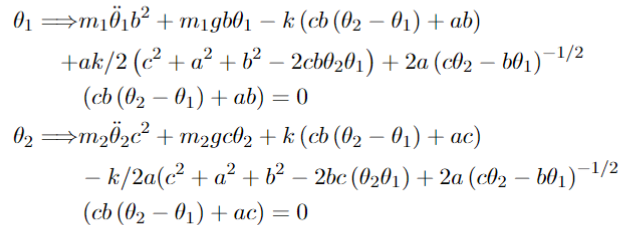 θ₁ ⟹m₁θ̈₁b² + m₁gbθ₁ − k (cb (θ₂ − θ₁) + ab)
+ak/2 (c² + a² + b² − 2cbθ₂θ₁) + 2a (cθ₂ − bθ₁)⁻¹/²
(cb (θ₂ − θ₁) + ab) = 0
θ₂ ⟹m₂θ̈₂c² + m₂gcθ₂ + k (cb (θ₂ − θ₁) + ac)
− k/2a(c² + a² + b² − 2bc (θ₂θ₁) + 2a (cθ₂ − bθ₁)⁻¹/²
(cb (θ₂ − θ₁) + ac) = 0